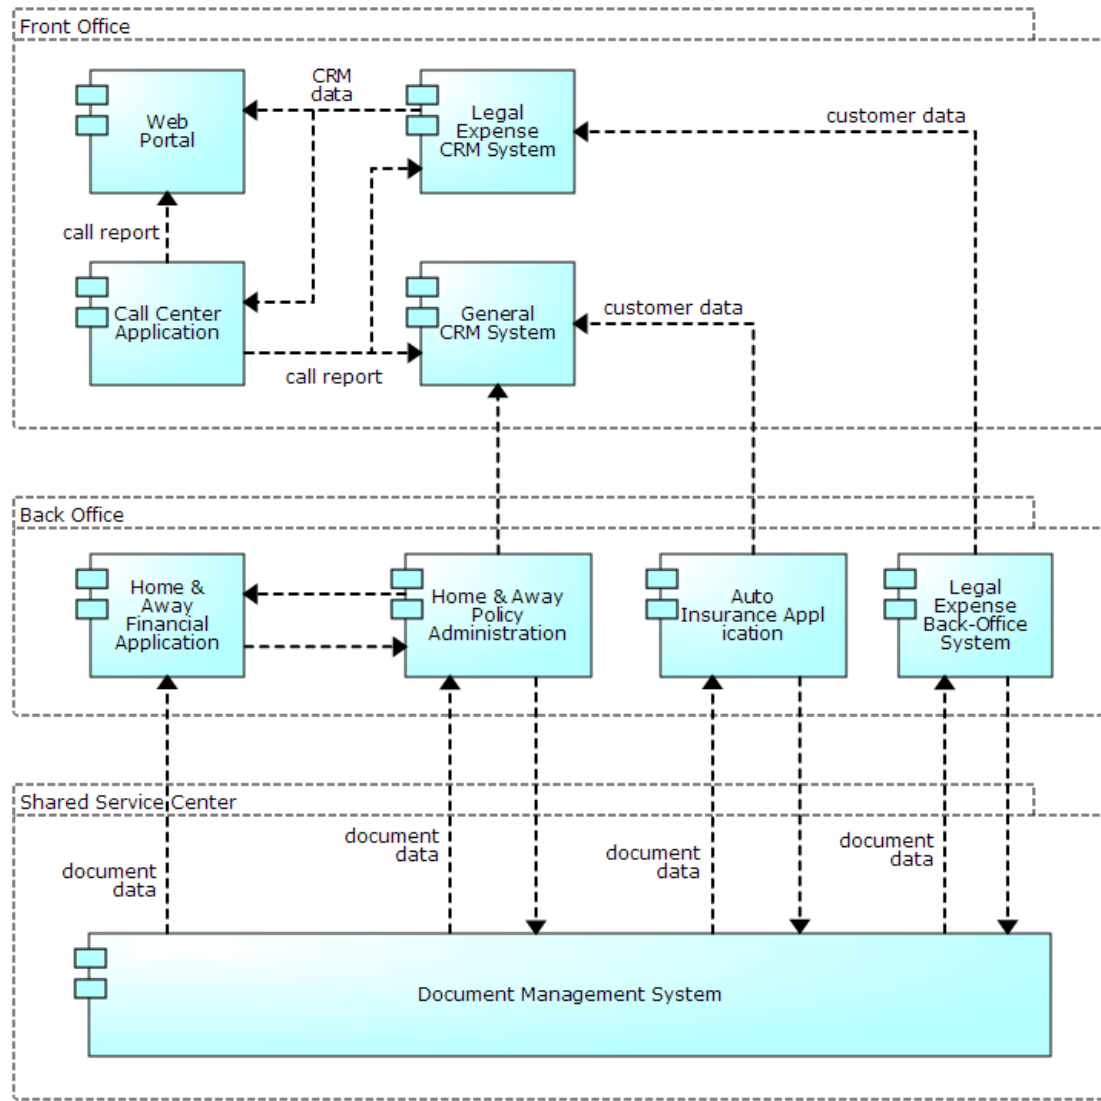 Front Office
Web
Portal
CRM
data
Legal
Expense
CRM System
customer data
call report
Call Center
Application
General
CRM System
customer data
call report
Back Office
Home &
Away
Financial
Application
Home & Away
Policy
Administration
Auto
Insurance Appl
ication
Legal
Expense
Back-Office
System
Shared Service Center
document
data
document
data
document
data
document
data
Document Management System